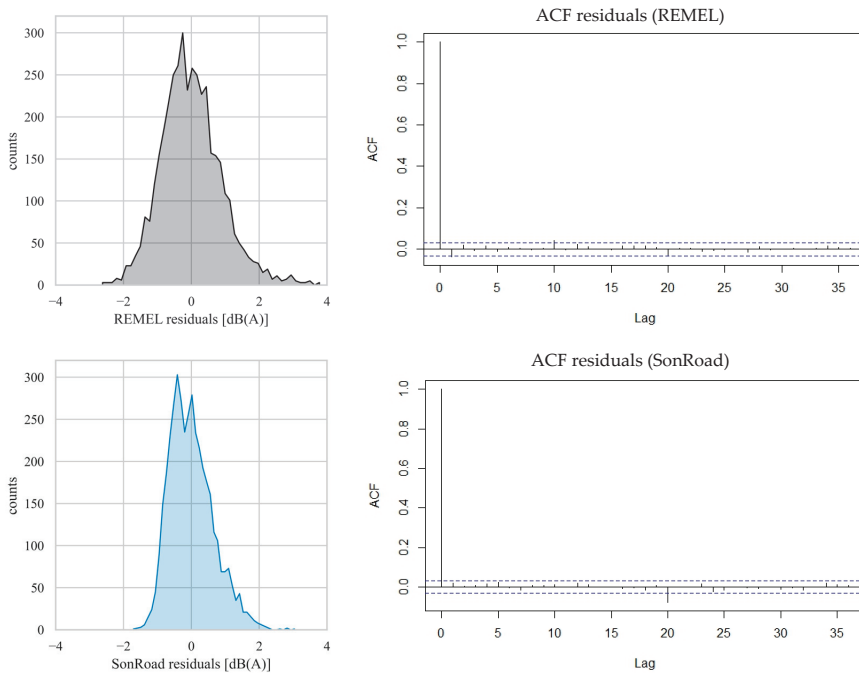 300
250
200
150
100
50
0
counts
−4 −2 0 2 4
REMEL residuals [dB(A)]
ACF residuals (REMEL)
1.0
0.8
0.6
0.4
0.2
0.0
ACF
0 5 10 15 20 25 30 35
Lag
300
250
200
150
100
50
0
counts
−4 −2 0 2 4
SonRoad residuals [dB(A)]
ACF residuals (SonRoad)
1.0
0.8
0.6
0.4
0.2
0.0
ACF
0 5 10 15 20 25 30 35
Lag